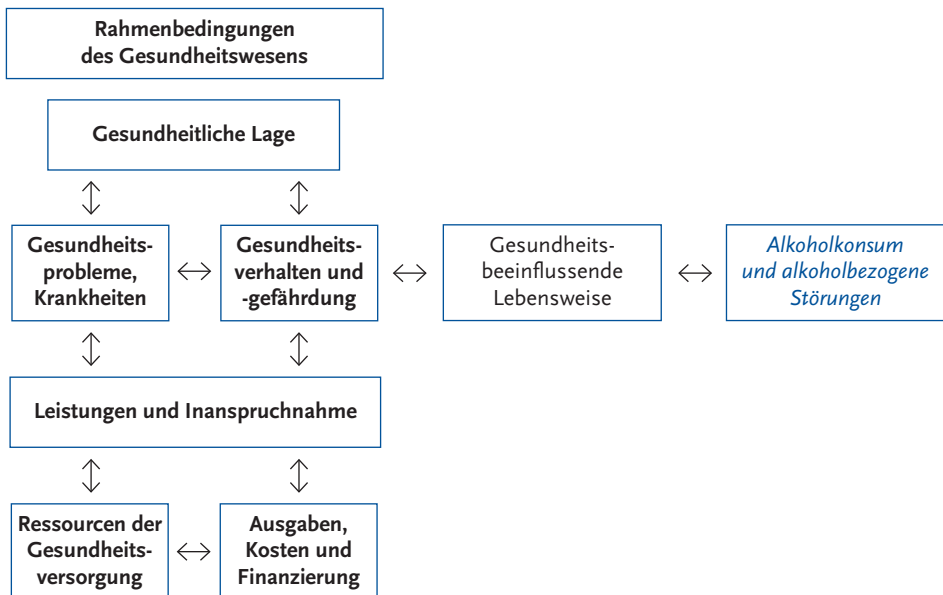 Rahmenbedingungen
des Gesundheitswesens
Gesundheitliche Lage
Gesundheits-
probleme,
Krankheiten
Gesundheits-
verhalten und
-gefährdung
Gesundheits-
beeinflussende
Lebensweise
Alkoholkonsum
und alkoholbezogene
Störungen
Leistungen und Inanspruchnahme
Ressourcen der
Gesundheits-
versorgung
Ausgaben,
Kosten und
Finanzierung